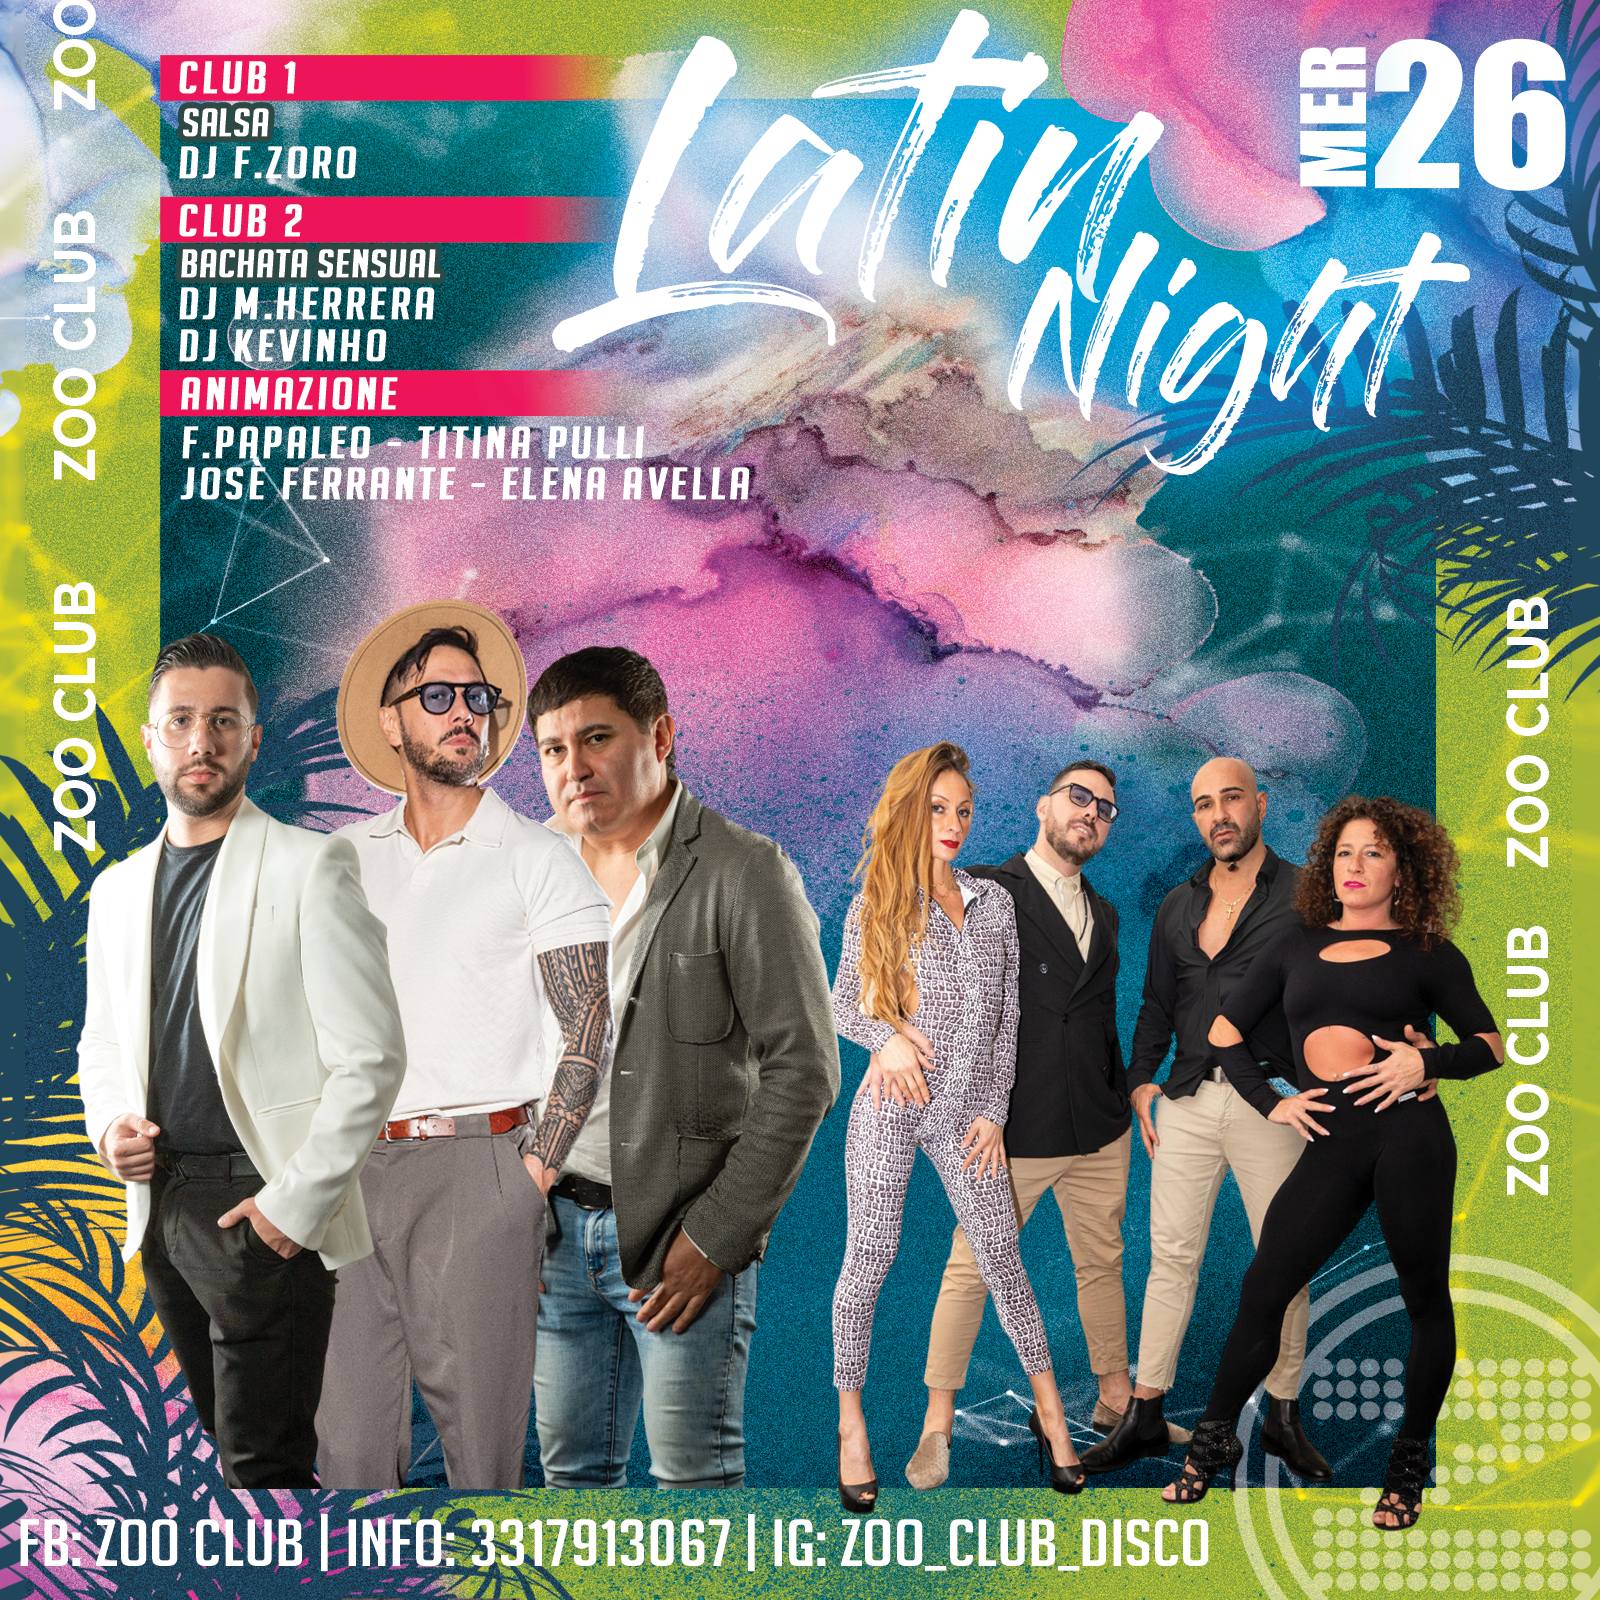 CLUB 1
SALSA
DJ F.ZORO
CLUB 2
BACHATA SENSUAL
DJ M.HERRERA
DJ KEVINHO
ANIMAZIONE
F.PAPALEO - TITINA PULLI
JOSÈ FERRANTE - ELENA AVELLA
Latin
Night
MER 26
ZOO CLUB ZOO CLUB ZOO
ZOO CLUB ZOO CLUB
FB: ZOO CLUB | INFO: 3317913067 | IG: ZOO_CLUB_DISCO